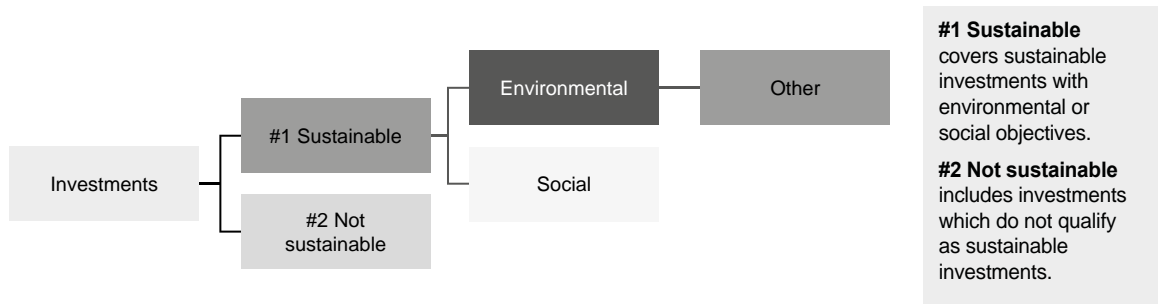 Investments
#1 Sustainable
#2 Not
sustainable
Environmental
Social
Other
#1 Sustainable
covers sustainable
investments with
environmental or
social objectives.
#2 Not sustainable
includes investments
which do not qualify
as sustainable
investments.